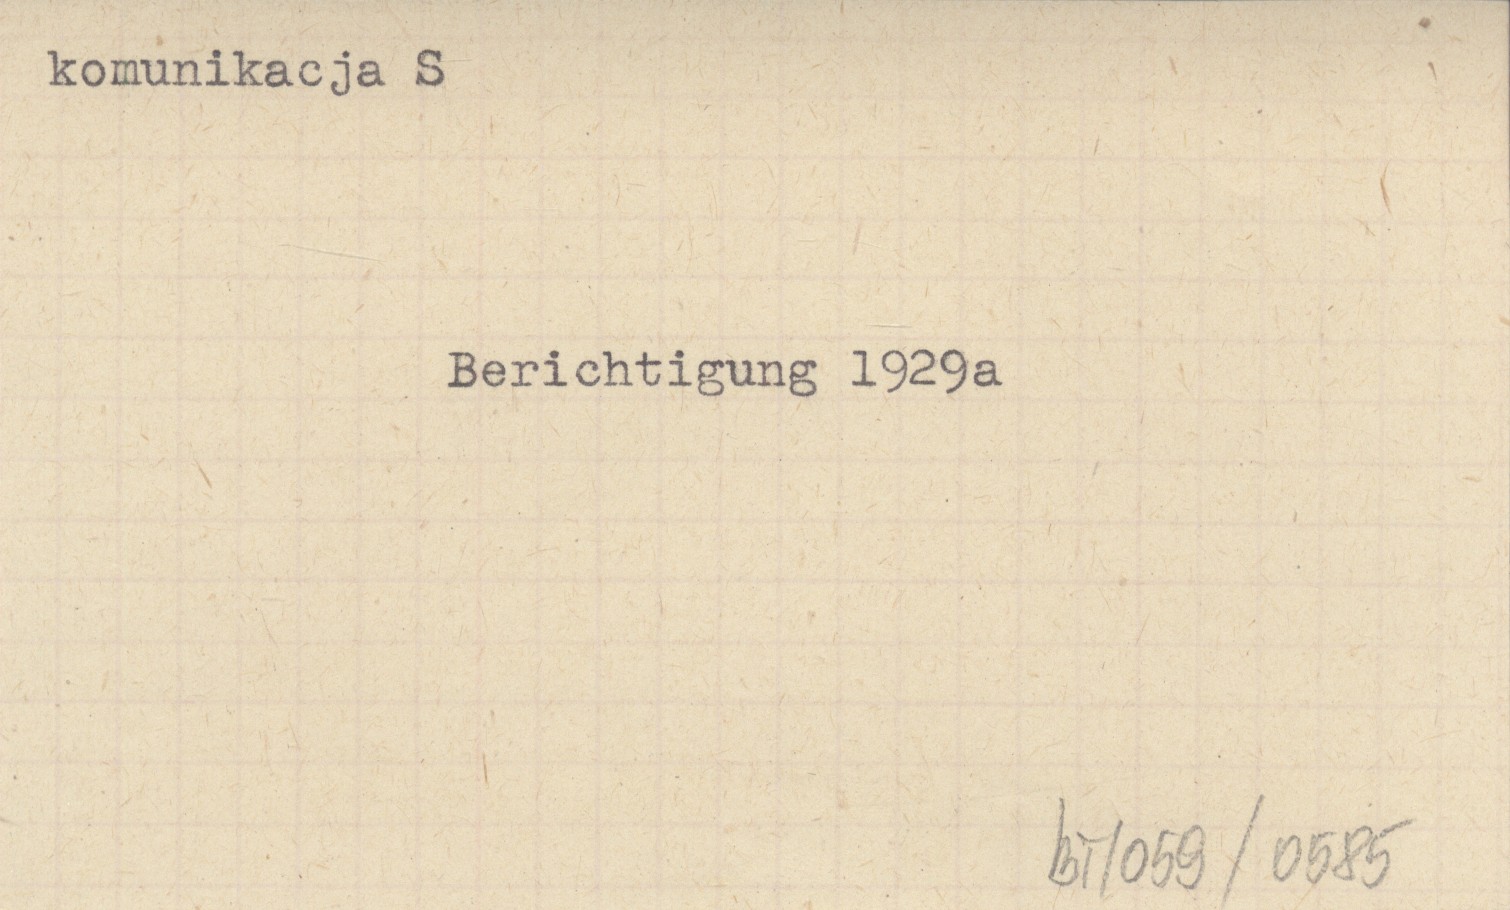 komunikacja S
Berichtigung 1929a
bT/059/0585